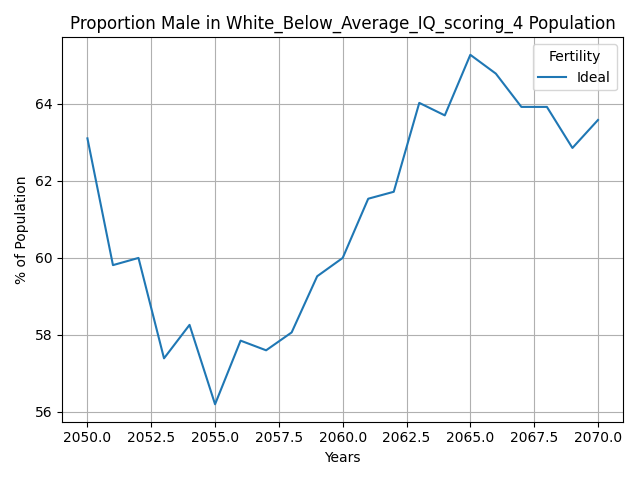 Proportion Male in White_Below_Average_IQ_scoring_4 Population
Fertility
Ideal
64
62
60
58
56
% of Population
2050.0 2052.5 2055.0 2057.5 2060.0 2062.5 2065.0 2067.5 2070.0
Years